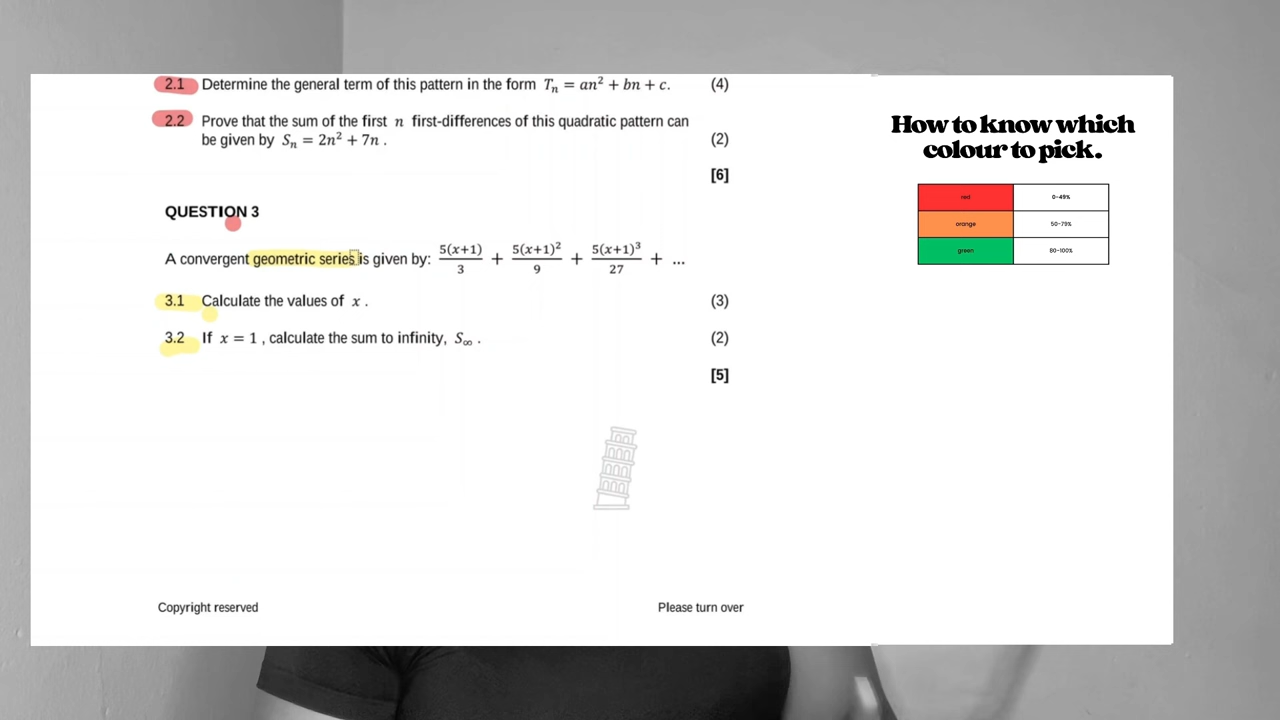 2.1 Determine the general term of this pattern in the form Tₙ = an² + bn + c. (4)
2.2 Prove that the sum of the first n first-differences of this quadratic pattern can
be given by Sₙ = 2n² + 7n . (2)
[6]
QUESTION 3
A convergent geometric series is given by: 5(x+1)/3 + 5(x+1)²/9 + 5(x+1)³/27 + ...
3.1 Calculate the values of x . (3)
3.2 If x = 1 , calculate the sum to infinity, S∞ . (2)
[5]
Copyright reserved Please turn over
How to know which
colour to pick.
red 0-49%
orange 50-79%
green 80-100%